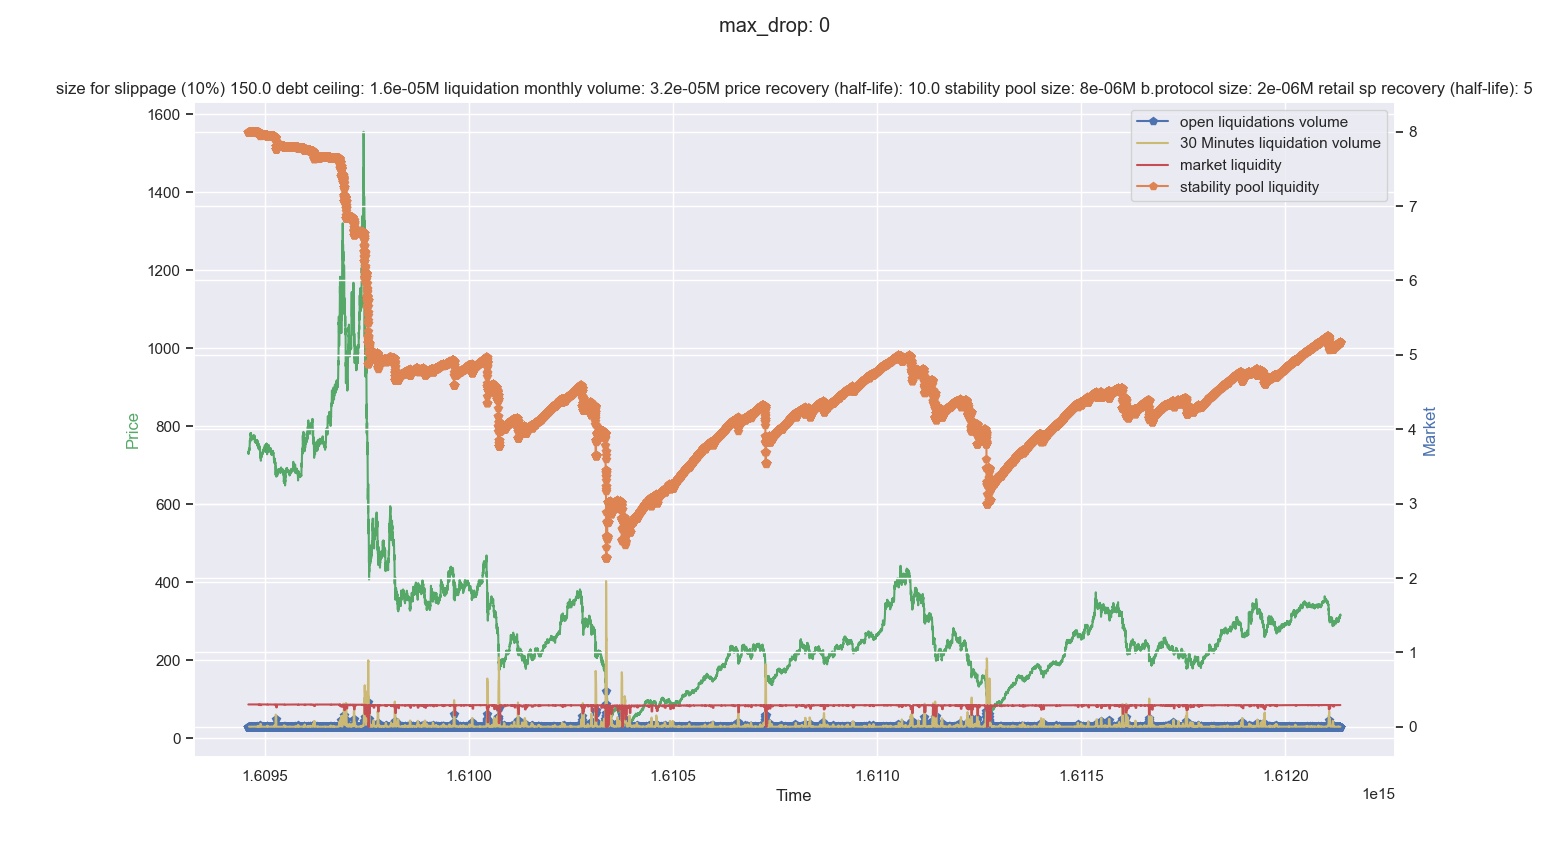 max_drop: 0
size for slippage (10%) 150.0 debt ceiling: 1.6e-05M liquidation monthly volume: 3.2e-05M price recovery (half-life): 10.0 stability pool size: 8e-06M b.protocol size: 2e-06M retail sp recovery (half-life): 5
open liquidations volume
30 Minutes liquidation volume
market liquidity
stability pool liquidity
1600
1400
1200
1000
800
600
400
200
0
Price
8
7
6
5
4
3
2
1
0
Market
1.6095 1.6100 1.6105 1.6110 1.6115 1.6120
Time
1e15